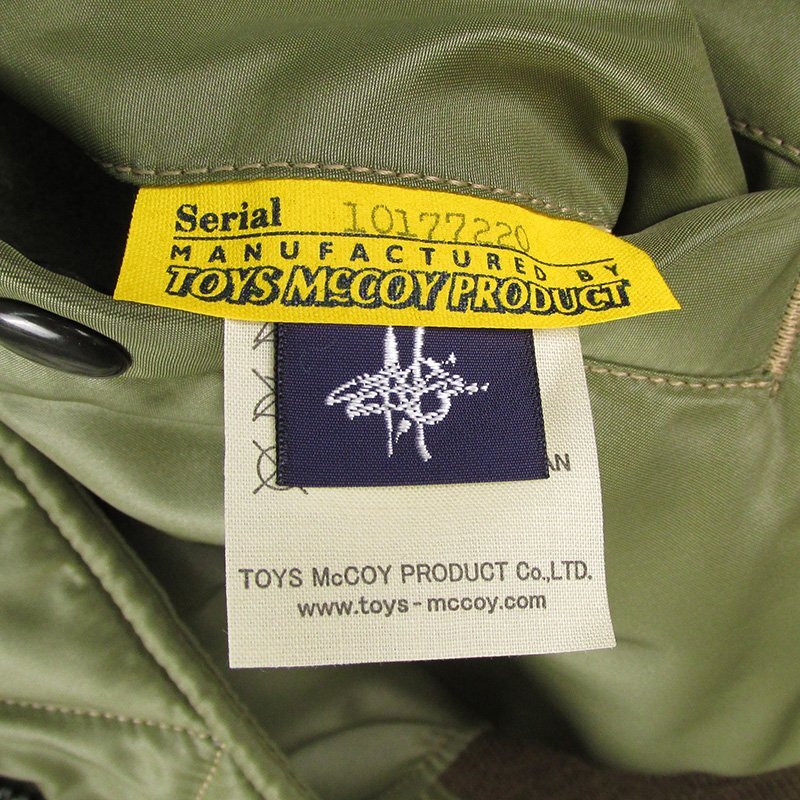 Serial 10177220
MANUFACTURED BY
TOYS McCOY PRODUCT
AN
TOYS McCOY PRODUCT Co.,LTD.
www.toys-mccoy.com